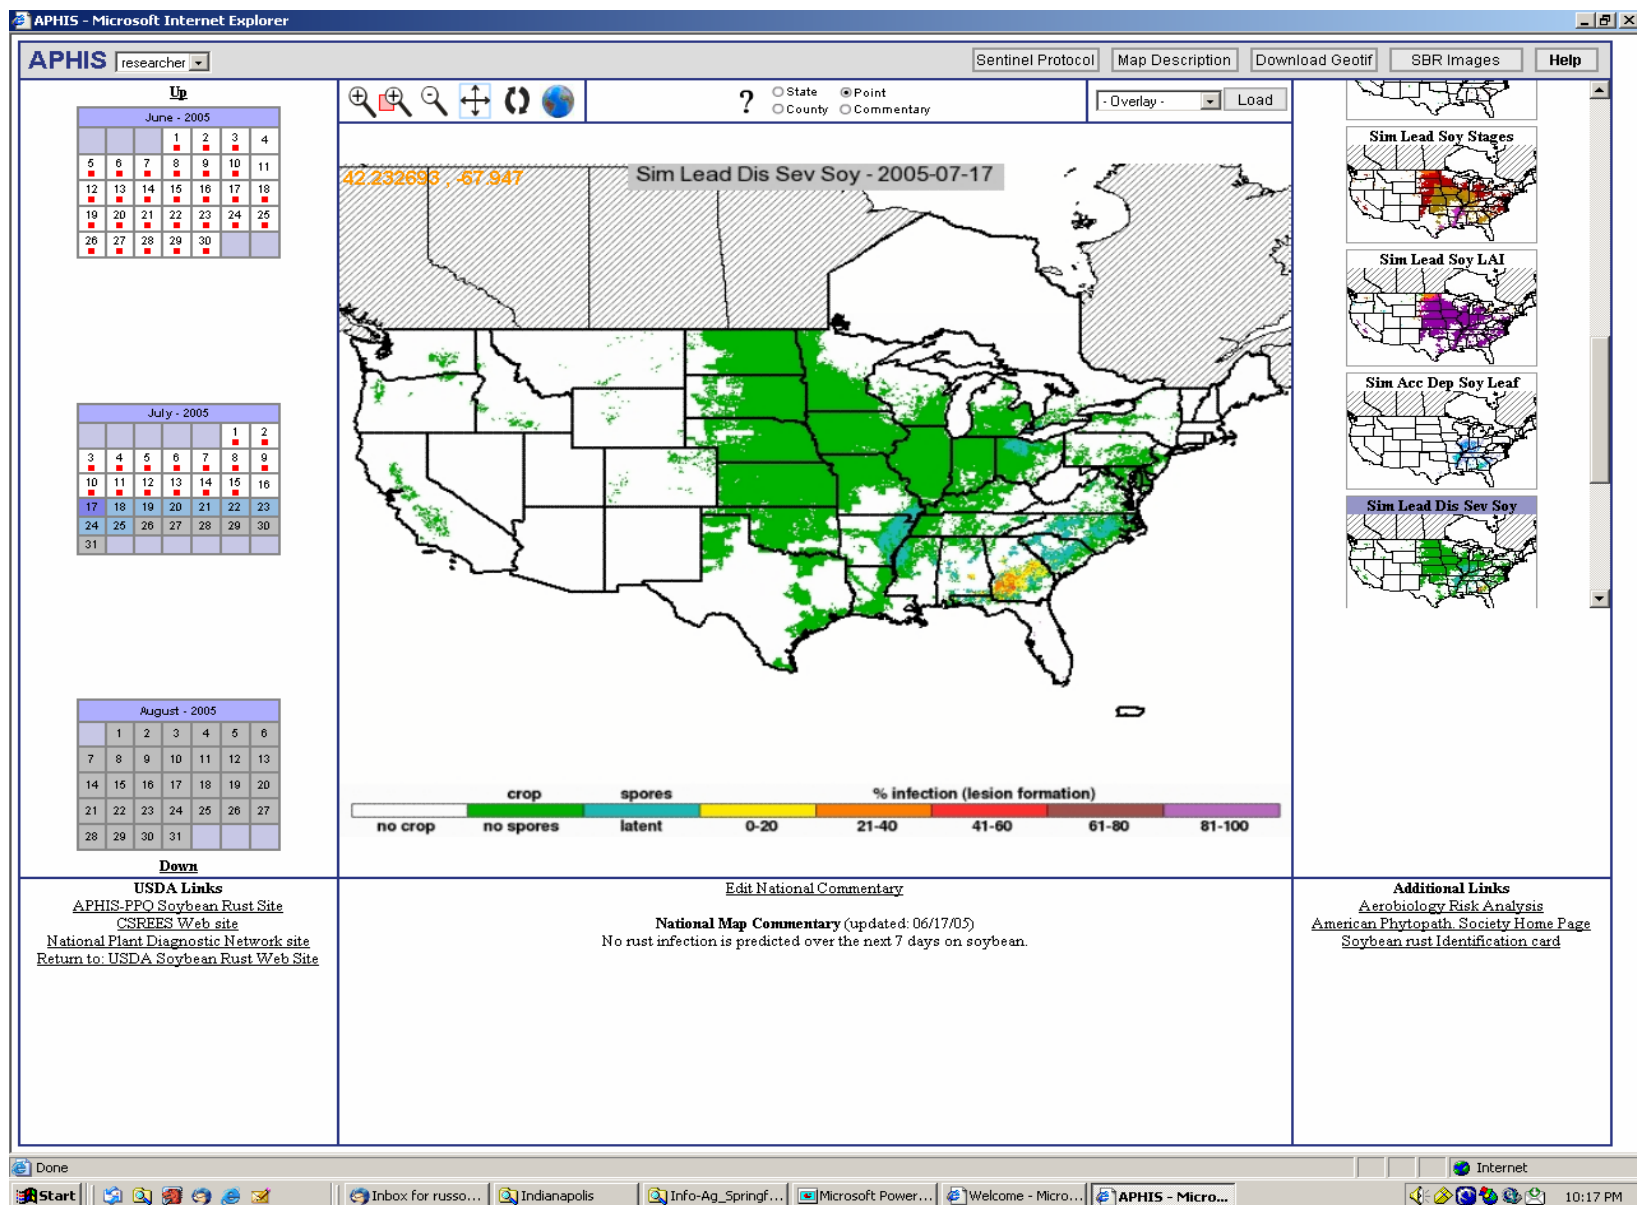 APHIS - Microsoft Internet Explorer
APHIS researcher
Sentinel Protocol Map Description Download Geotif SBR Images Help
Up
June - 2005
1 2 3 4
5 6 7 8 9 10 11
12 13 14 15 16 17 18
19 20 21 22 23 24 25
26 27 28 29 30
July - 2005
1 2
3 4 5 6 7 8 9
10 11 12 13 14 15 16
17 18 19 20 21 22 23
24 25 26 27 28 29 30
31
August - 2005
1 2 3 4 5 6
7 8 9 10 11 12 13
14 15 16 17 18 19 20
21 22 23 24 25 26 27
28 29 30 31
Down
? State Point
County Commentary
- Overlay - Load
42.232693 , -67.947
Sim Lead Dis Sev Soy - 2005-07-17
crop spores % infection (lesion formation)
no crop no spores latent 0-20 21-40 41-60 61-80 81-100
Sim Lead Soy Stages
Sim Lead Soy LAI
Sim Acc Dep Soy Leaf
Sim Lead Dis Sev Soy
USDA Links
APHIS-PPQ Soybean Rust Site
CSREES Web site
National Plant Diagnostic Network site
Return to: USDA Soybean Rust Web Site
Edit National Commentary
National Map Commentary (updated: 06/17/05)
No rust infection is predicted over the next 7 days on soybean.
Additional Links
Aerobiology Risk Analysis
American Phytopath. Society Home Page
Soybean rust Identification card
Done
Internet
Start Inbox for russo... Indianapolis Info-Ag_Springf... Microsoft Power... Welcome - Micro... APHIS - Micro... 10:17 PM